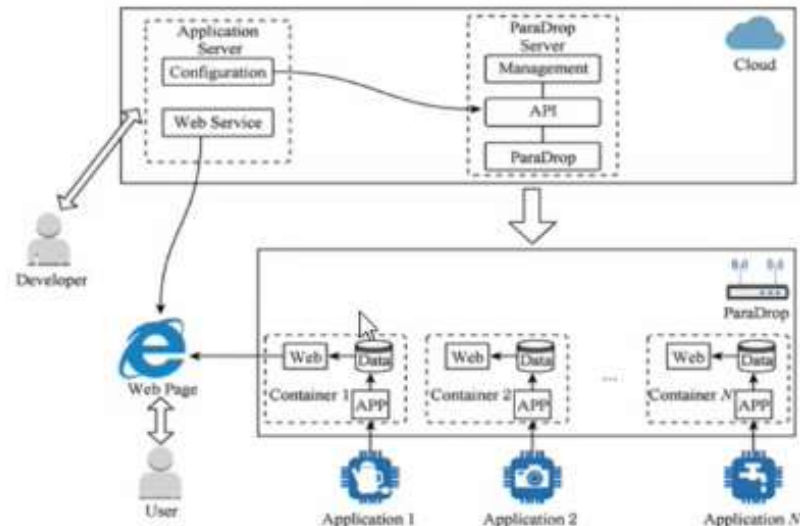 Application
Server
Configuration
Web Service
ParaDrop
Server
Management
API
ParaDrop
Cloud
Developer
ParaDrop
Web Page
Web
Data
Container 1
APP
Web
Data
Container 2
APP
...
Web
Data
Container N
APP
User
Application 1
Application 2
Application N